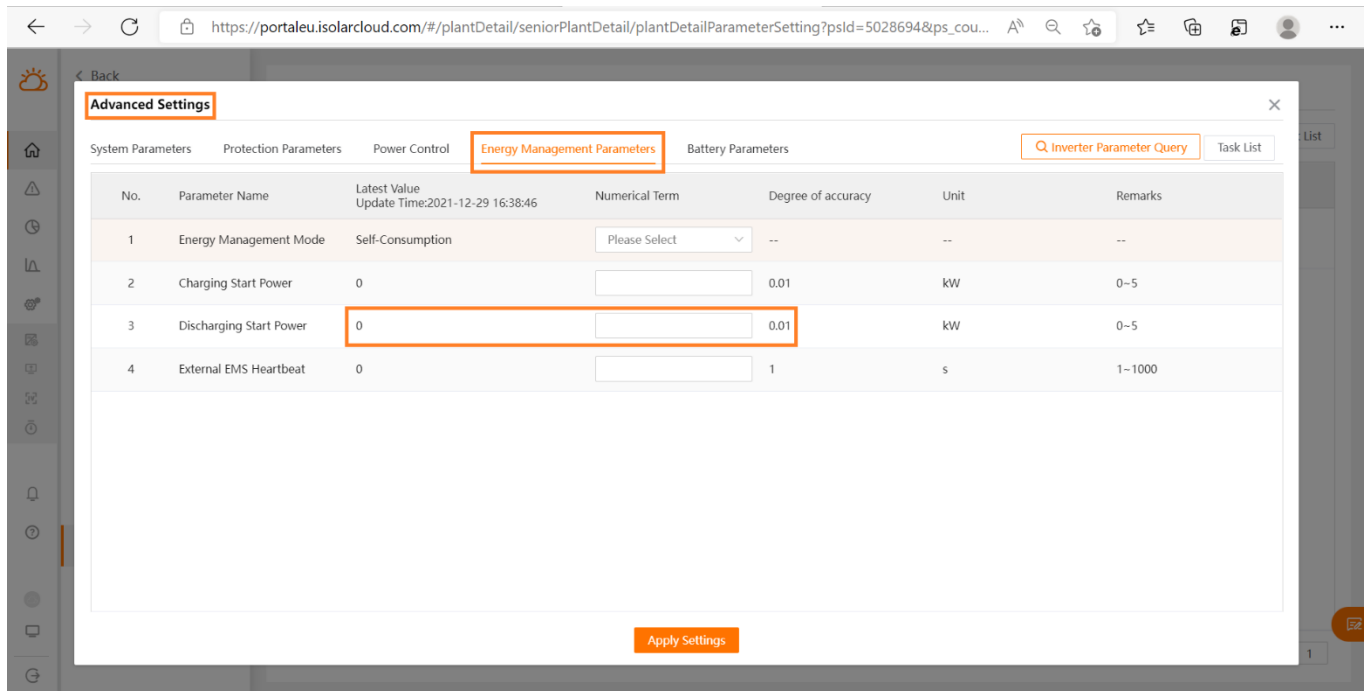 https://portaleu.isolarcloud.com/#/plantDetail/seniorPlantDetail/plantDetailParameterSetting?psId=5028694&ps_cou...
Back
Advanced Settings
List
System Parameters Protection Parameters Power Control Energy Management Parameters Battery Parameters Inverter Parameter Query Task List
No. Parameter Name Latest Value Numerical Term Degree of accuracy Unit Remarks
Update Time:2021-12-29 16:38:46
1 Energy Management Mode Self-Consumption Please Select -- -- --
2 Charging Start Power 0 0.01 kW 0~5
3 Discharging Start Power 0 0.01 kW 0~5
4 External EMS Heartbeat 0 1 s 1~1000
Apply Settings
1